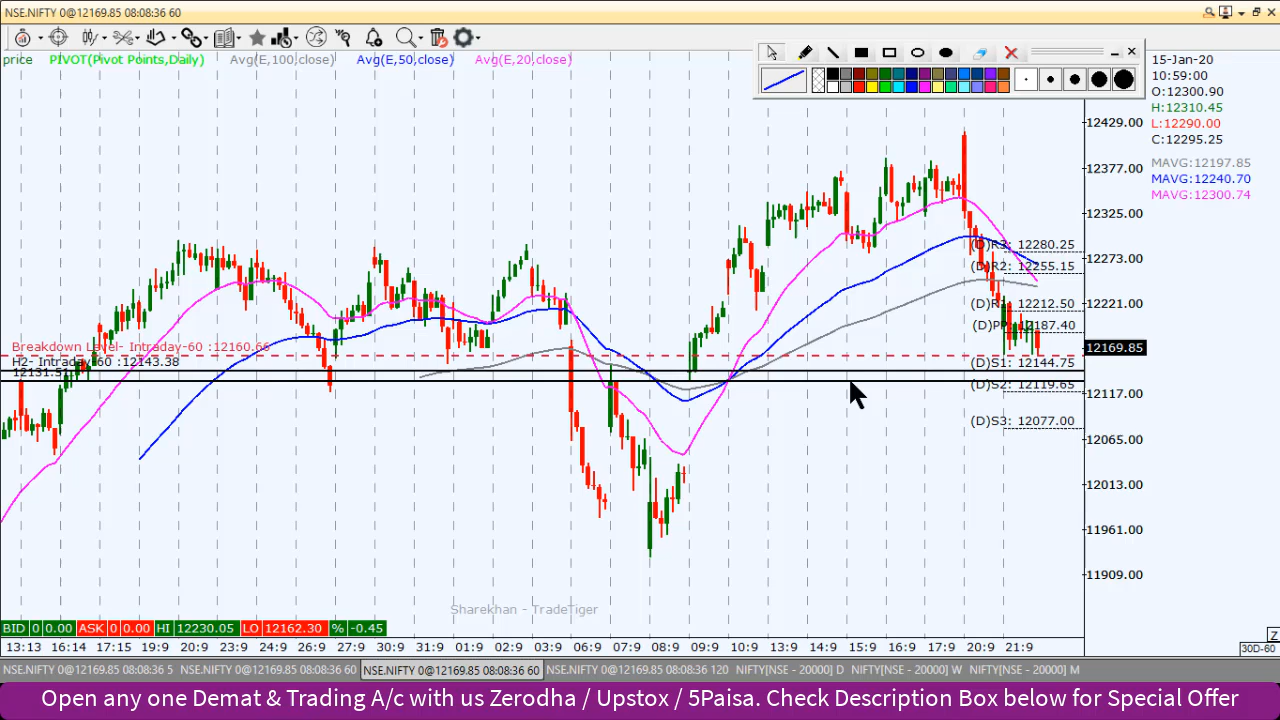 NSE.NIFTY 0@12169.85 08:08:36 60
price PIVOT(Pivot Points,Daily) Avg(E,100,close) Avg(E,50,close) Avg(E,20,close)
15-Jan-20
10:59:00
O:12300.90
H:12310.45
L:12290.00
C:12295.25
MAVG:12197.85
MAVG:12240.70
MAVG:12300.74
12429.00
12377.00
12325.00
12273.00
12221.00
12169.85
12117.00
12065.00
12013.00
11961.00
11909.00
(D)R3: 12280.25
(D)R2: 12255.15
12212.50
12187.40
(D)S1: 12144.75
(D)S2: 12119.65
(D)S3: 12077.00
Breakdown Level- Intraday-60 :12160.66
H2- Intraday-60 :12143.38
Sharekhan - TradeTiger
BID 0 0.00 ASK 0 0.00 HI 12230.05 LO 12162.30 % -0.45
13:13 16:14 17:15 20:9 23:9 24:9 25:9 26:9 27:9 30:9 31:9 01:9 02:9 03:9 06:9 07:9 08:9 09:9 10:9 13:9 14:9 15:9 16:9 17:9 20:9 21:9
Z
30D-60
NSE.NIFTY 0@12169.85 08:08:36 5 NSE.NIFTY 0@12169.85 08:08:36 60 NSE.NIFTY 0@12169.85 08:08:36 60 NSE.NIFTY 0@12169.85 08:08:36 120 NIFTY[NSE - 20000] D NIFTY[NSE - 20000] W NIFTY[NSE - 20000] M
Open any one Demat & Trading A/c with us Zerodha / Upstox / 5Paisa. Check Description Box below for Special Offer